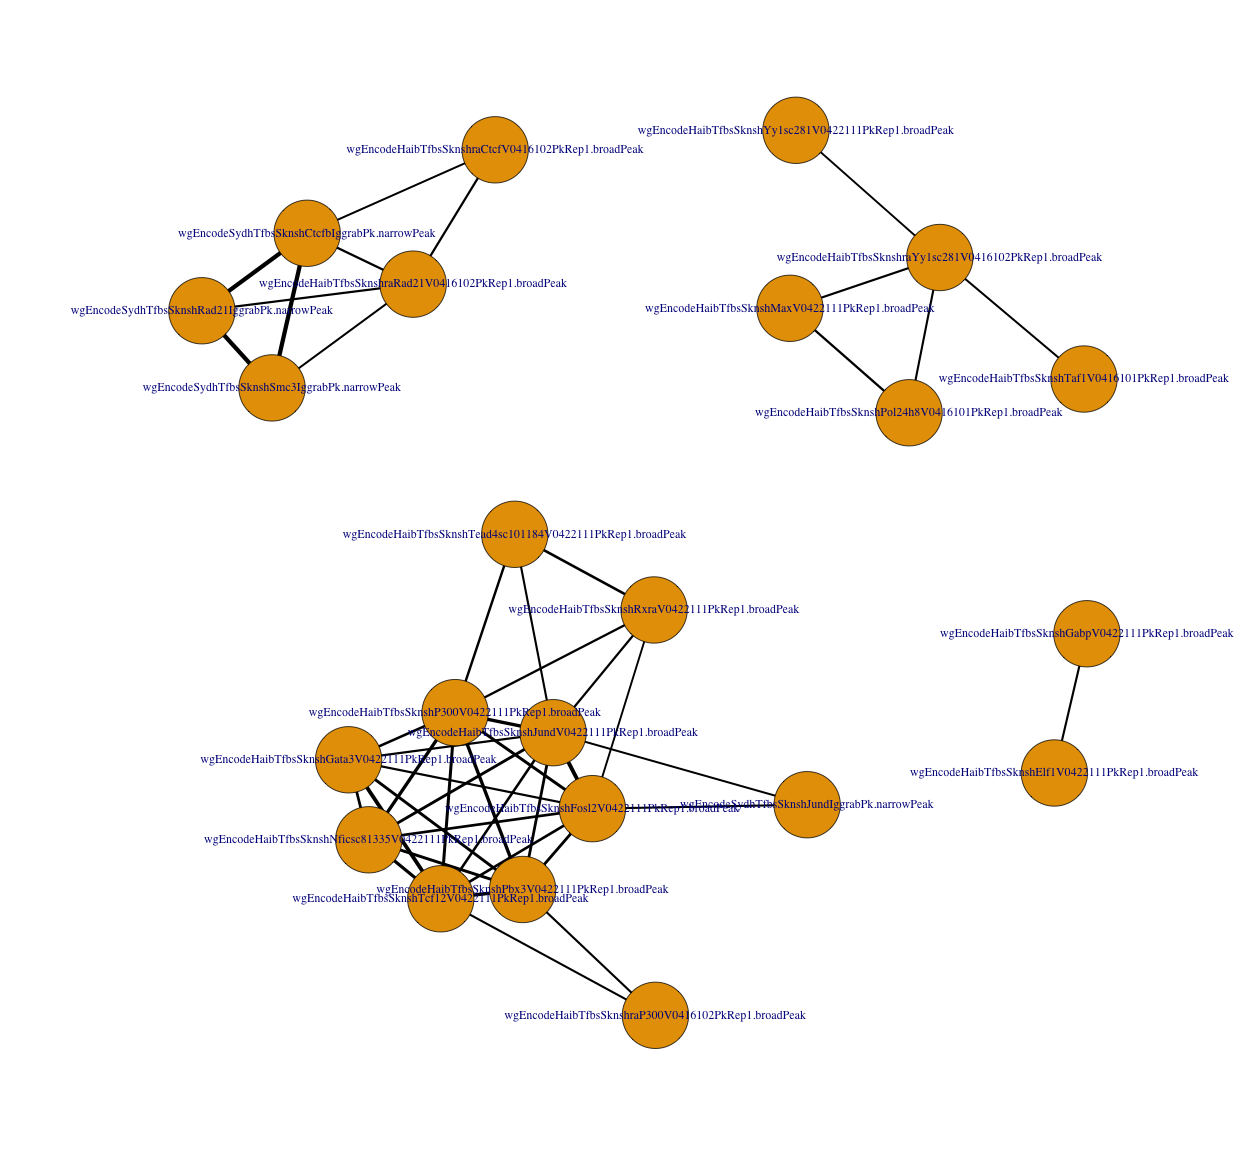 wgEncodeHaibTfbsSknshYy1sc281V0422111PkRep1.broadPeak
wgEncodeHaibTfbsSknshraCtcfV0416102PkRep1.broadPeak
wgEncodeSydhTfbsSknshCtcfbIggrabPk.narrowPeak
wgEncodeHaibTfbsSknshraYy1sc281V0416102PkRep1.broadPeak
wgEncodeHaibTfbsSknshraRad21V0416102PkRep1.broadPeak
wgEncodeSydhTfbsSknshRad21IggrabPk.narrowPeak
wgEncodeHaibTfbsSknshMaxV0422111PkRep1.broadPeak
wgEncodeHaibTfbsSknshTaf1V0416101PkRep1.broadPeak
wgEncodeSydhTfbsSknshSmc3IggrabPk.narrowPeak
wgEncodeHaibTfbsSknshPol24h8V0416101PkRep1.broadPeak
wgEncodeHaibTfbsSknshTead4sc101184V0422111PkRep1.broadPeak
wgEncodeHaibTfbsSknshRxraV0422111PkRep1.broadPeak
wgEncodeHaibTfbsSknshGabpV0422111PkRep1.broadPeak
wgEncodeHaibTfbsSknshP300V0422111PkRep1.broadPeak
wgEncodeHaibTfbsSknshJundV0422111PkRep1.broadPeak
wgEncodeHaibTfbsSknshGata3V0422111PkRep1.broadPeak
wgEncodeHaibTfbsSknshElf1V0422111PkRep1.broadPeak
wgEncodeHaibTfbsSknshFosl2V0422111PkRep1.broadPeak
wgEncodeSydhTfbsSknshJundIggrabPk.narrowPeak
wgEncodeHaibTfbsSknshNficsc81335V0422111PkRep1.broadPeak
wgEncodeHaibTfbsSknshPbx3V0422111PkRep1.broadPeak
wgEncodeHaibTfbsSknshTcf12V0422111PkRep1.broadPeak
wgEncodeHaibTfbsSknshraP300V0416102PkRep1.broadPeak